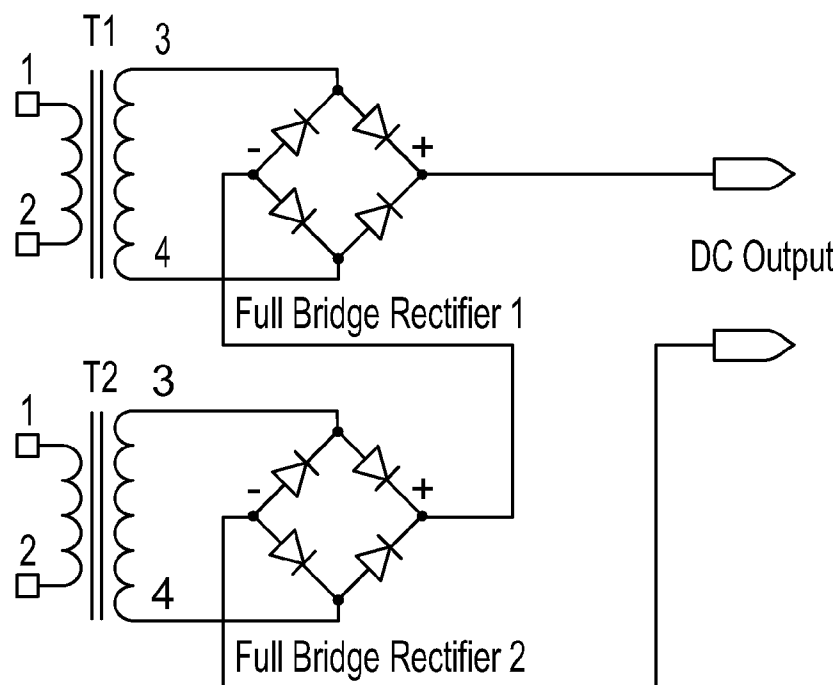 T1
3
1
-
+
2
4
DC Output
Full Bridge Rectifier 1
T2
3
1
-
+
2
4
Full Bridge Rectifier 2